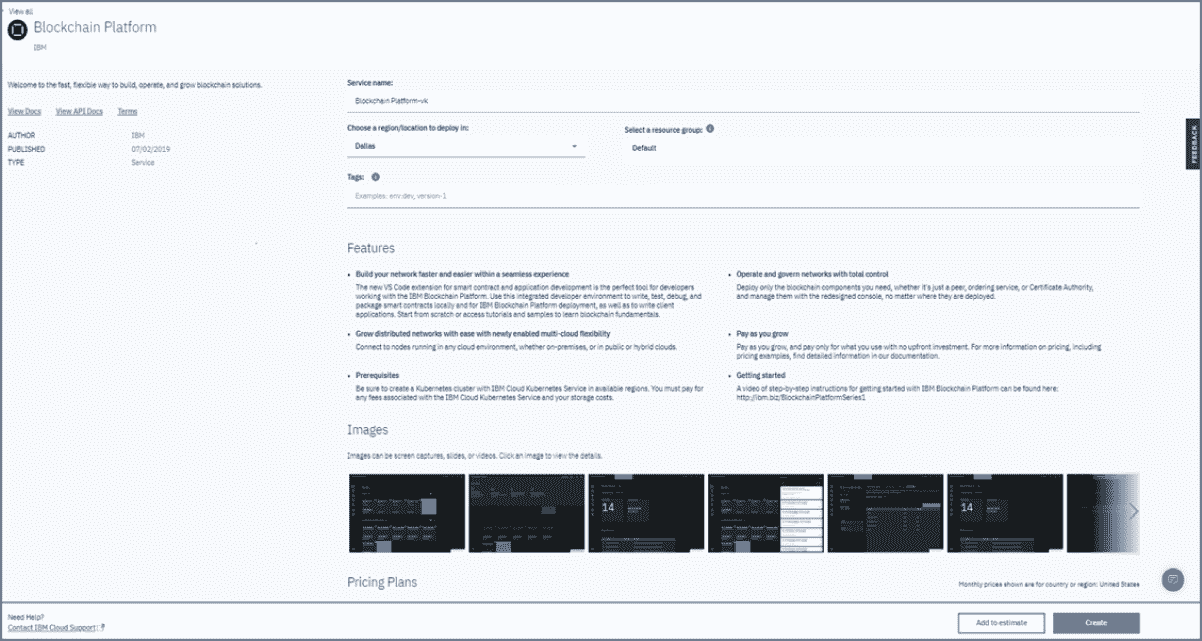 View all
Blockchain Platform
IBM
Welcome to the fast, flexible way to build, operate, and grow blockchain solutions.
View Docs View API Docs Terms
AUTHOR IBM
PUBLISHED 07/02/2019
TYPE Service
Service name:
Blockchain Platform-vk
Choose a region/location to deploy in:
Dallas
Select a resource group:
Default
Tags:
Examples: env:dev, version-1
Features
Build your network faster and easier within a seamless experience
The new VS Code extension for smart contract and application development is the perfect tool for developers
working with the IBM Blockchain Platform. Use this integrated developer environment to write, test, debug, and
package smart contracts locally and for IBM Blockchain Platform deployment, as well as to write client
applications. Start from scratch or access tutorials and samples to learn blockchain fundamentals.
Operate and govern networks with total control
Deploy only the blockchain components you need, whether it's just a peer, ordering service, or Certificate Authority,
and manage them with the redesigned console, no matter where they are deployed.
Grow distributed networks with ease with newly enabled multi-cloud flexibility
Connect to nodes running in any cloud environment, whether on-premises, or in public or hybrid clouds.
Pay as you grow
Pay as you grow, and pay only for what you use with no upfront investment. For more information on pricing, including
pricing examples, find detailed information in our documentation.
Prerequisites
Be sure to create a Kubernetes cluster with IBM Cloud Kubernetes Service in available regions. You must pay for
any fees associated with the IBM Cloud Kubernetes Service and your storage costs.
Getting started
A video of step-by-step instructions for getting started with IBM Blockchain Platform can be found here:
http://ibm.biz/BlockchainPlatformSeries1
Images
Images can be screen captures, slides, or videos. Click an image to view the details.
14
14
Pricing Plans
Monthly prices shown are for country or region: United States
FEEDBACK
Need Help?
Contact IBM Cloud Support
Add to estimate
Create